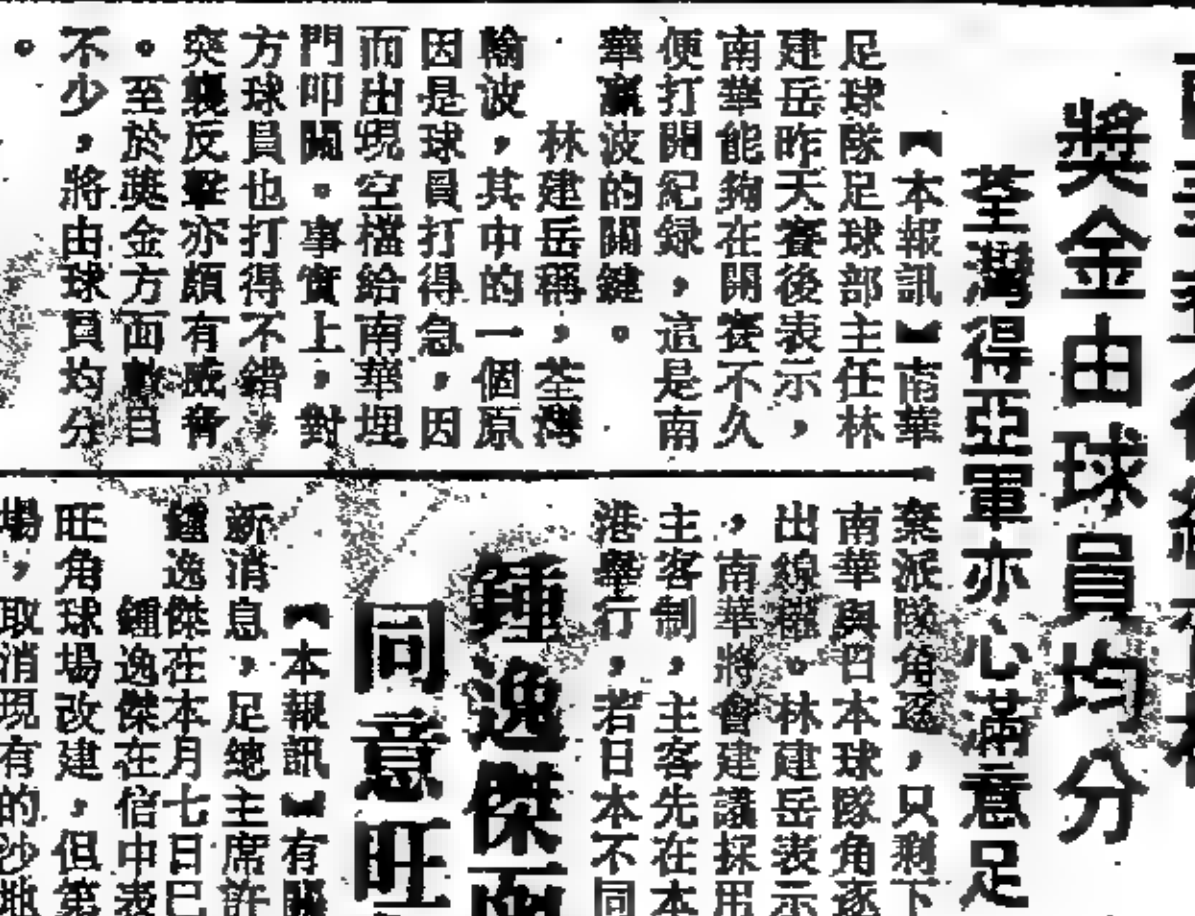 獎金由球員均分
荃灣得亞軍亦心滿意足
【本報訊】南華
足球隊足球部主任林
建岳昨天賽後表示,
南華能夠在開賽不久
便打開紀録,這是南
華贏波的關鍵。
林建岳稱,荃灣
輸波,其中的一個原
因是球員打得急,因
而出現空檔給南華埋
門叩關。事實上,對
方球員也打得不錯,
突襲反擊亦頗有威脅
。至於獎金方面數目
不少,將由球員均分
。
棄派隊角逐,只剩下
南華與日本球隊角逐
出線權。林建岳表示
,南華將會建議採用
主客制,主客先在本
港舉行,若日本不同
鍾逸傑
同意旺
【本報訊】有關
新消息,足總主席許
鍾逸傑在本月七日已
鍾逸傑在信中表
旺角球場改建,但第
場,取消現有的沙地